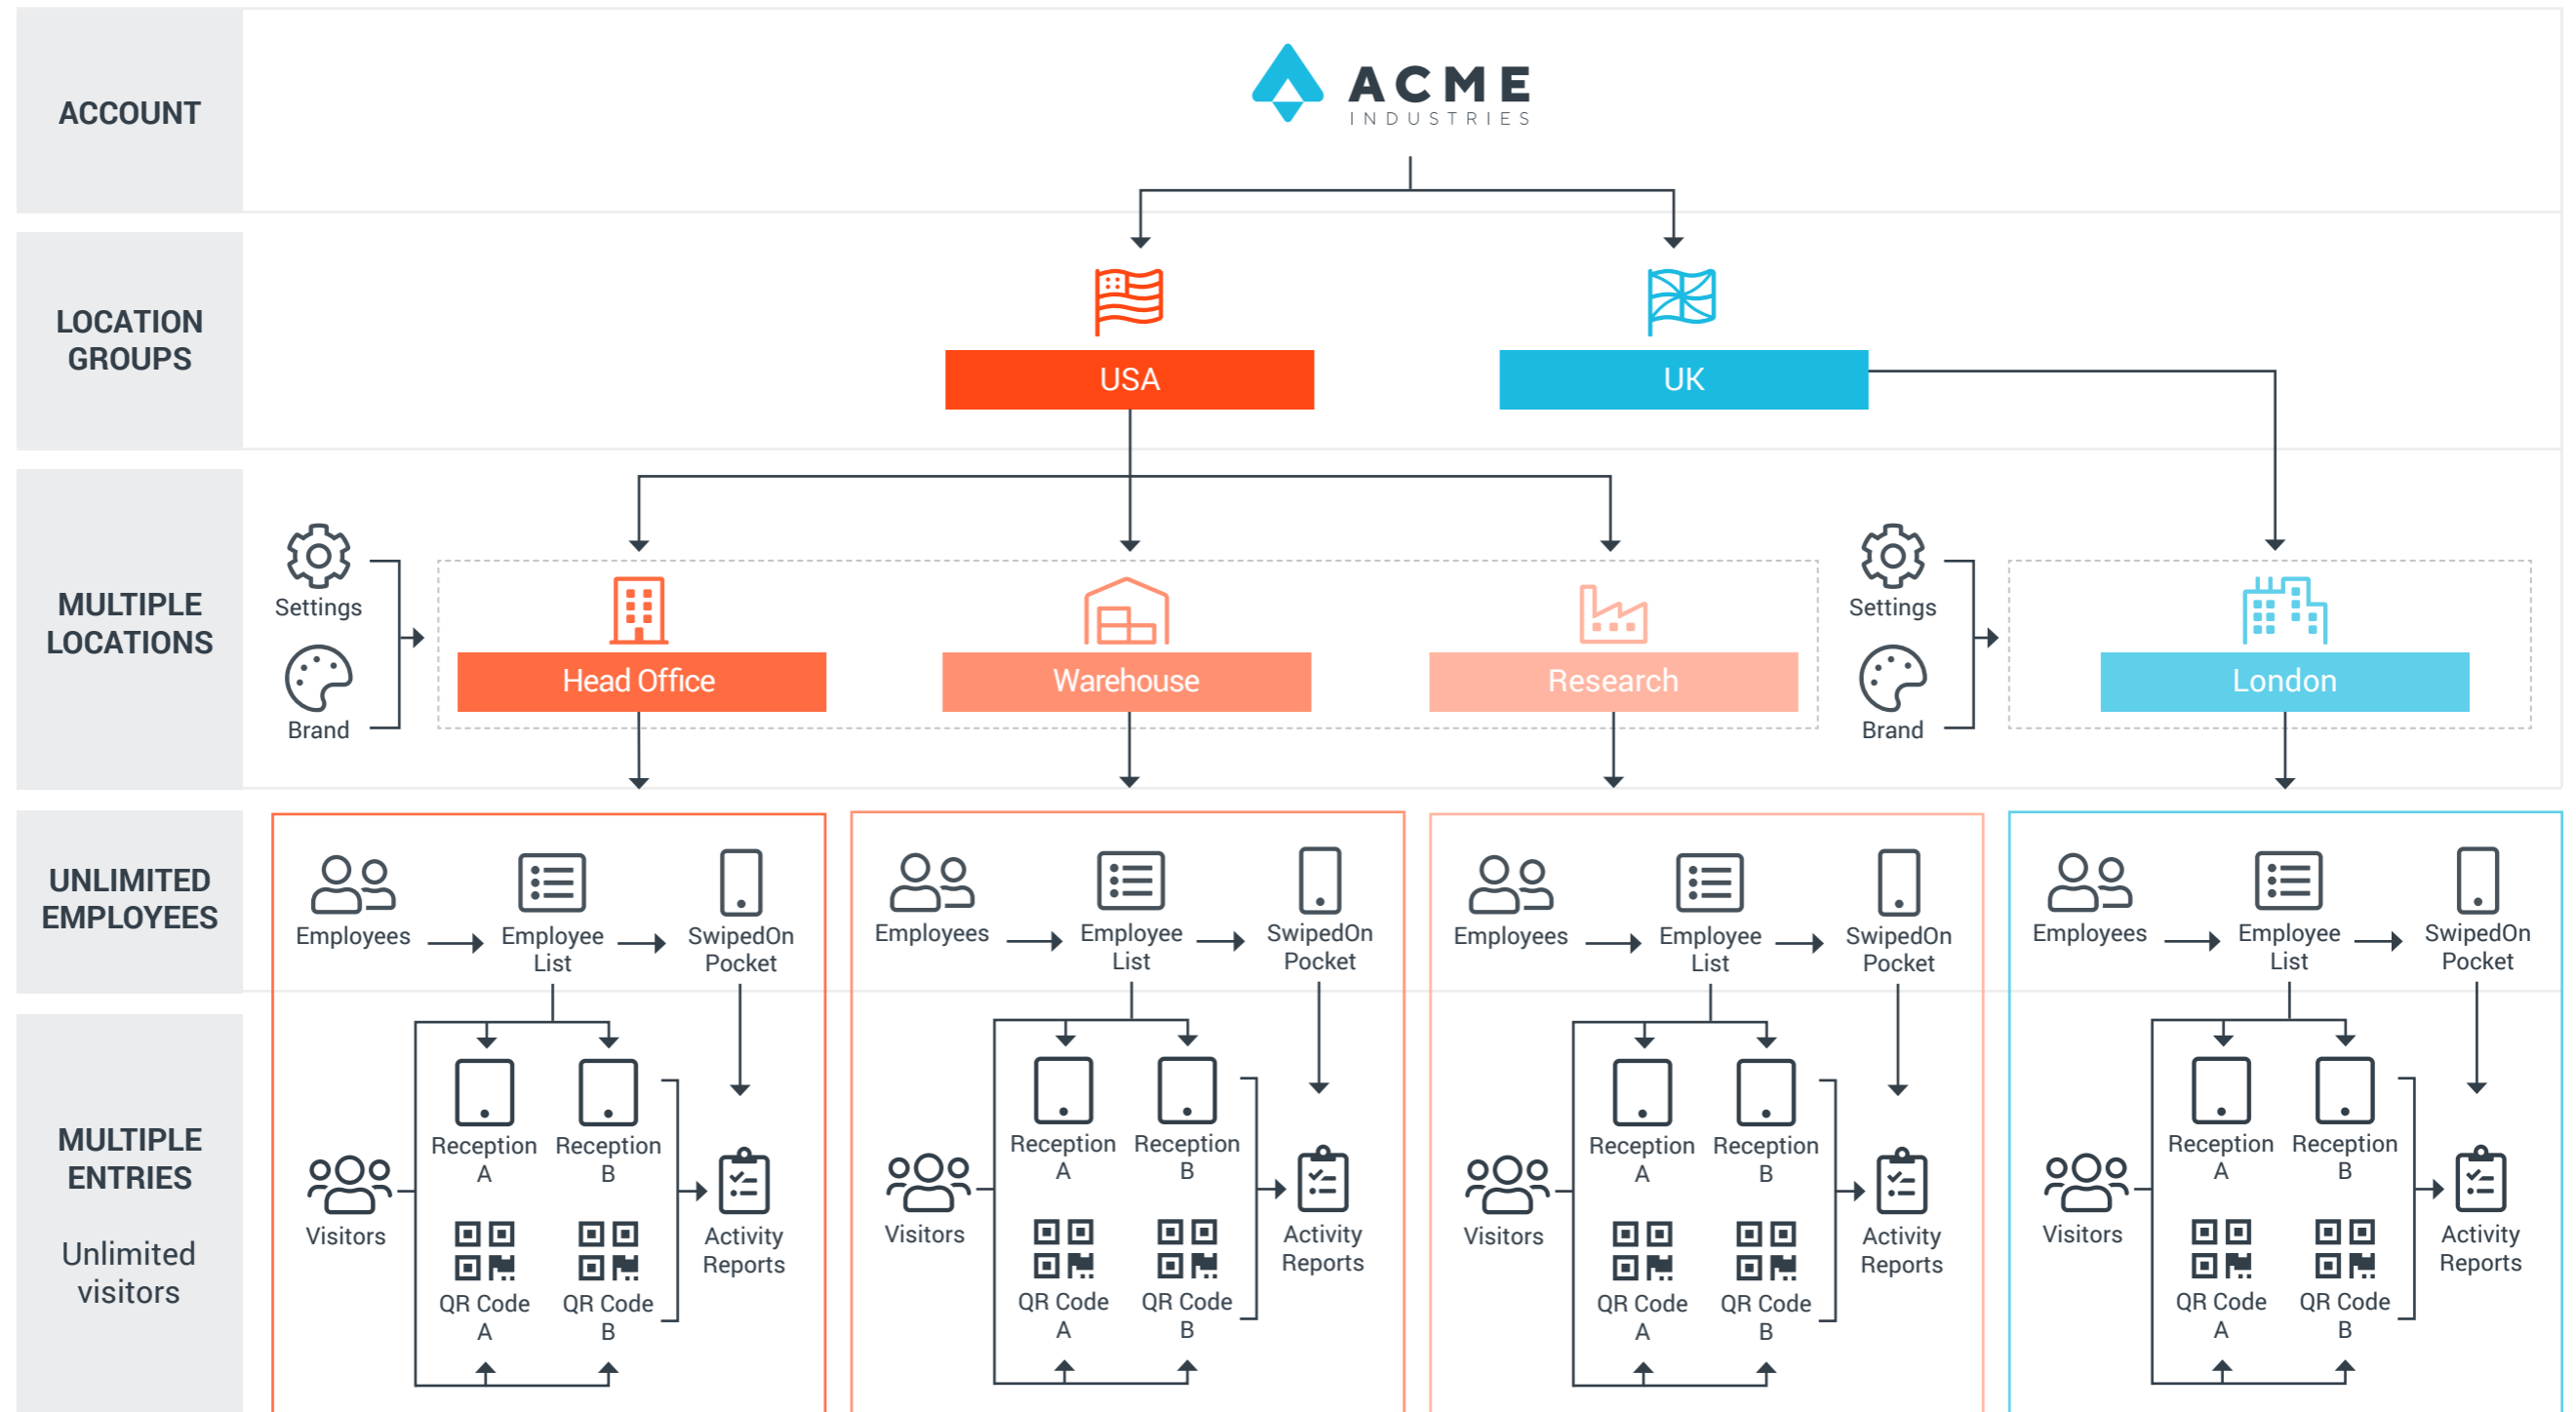 ACCOUNT
ACME
INDUSTRIES
LOCATION
GROUPS
USA
UK
MULTIPLE
LOCATIONS
Settings
Brand
Head Office
Warehouse
Research
Settings
Brand
London
UNLIMITED
EMPLOYEES
Employees
Employee
List
SwipedOn
Pocket
Employees
Employee
List
SwipedOn
Pocket
Employees
Employee
List
SwipedOn
Pocket
Employees
Employee
List
SwipedOn
Pocket
MULTIPLE
ENTRIES
Unlimited
visitors
Visitors
Reception
A
Reception
B
QR Code
A
QR Code
B
Activity
Reports
Visitors
Reception
A
Reception
B
QR Code
A
QR Code
B
Activity
Reports
Visitors
Reception
A
Reception
B
QR Code
A
QR Code
B
Activity
Reports
Visitors
Reception
A
Reception
B
QR Code
A
QR Code
B
Activity
Reports